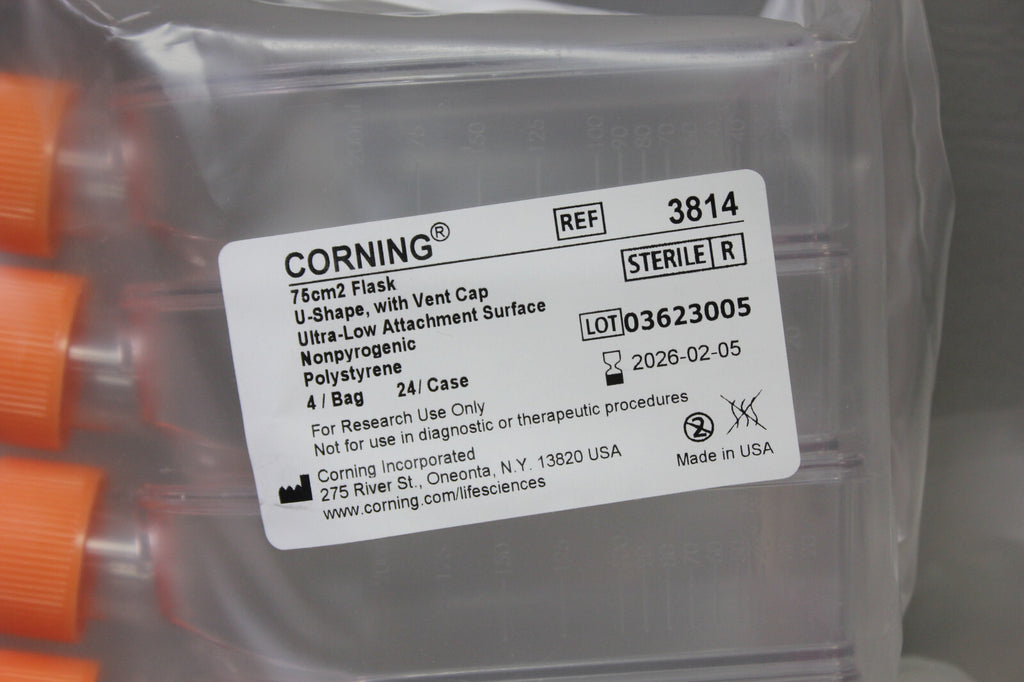 CORNING® REF 3814
75cm2 Flask
U-Shape, with Vent Cap
Ultra-Low Attachment Surface
Nonpyrogenic
Polystyrene
4 / Bag 24/ Case
STERILE R
LOT 03623005
2026-02-05
For Research Use Only
Not for use in diagnostic or therapeutic procedures
Corning Incorporated
275 River St., Oneonta, N.Y. 13820 USA
www.corning.com/lifesciences
2
Made in USA